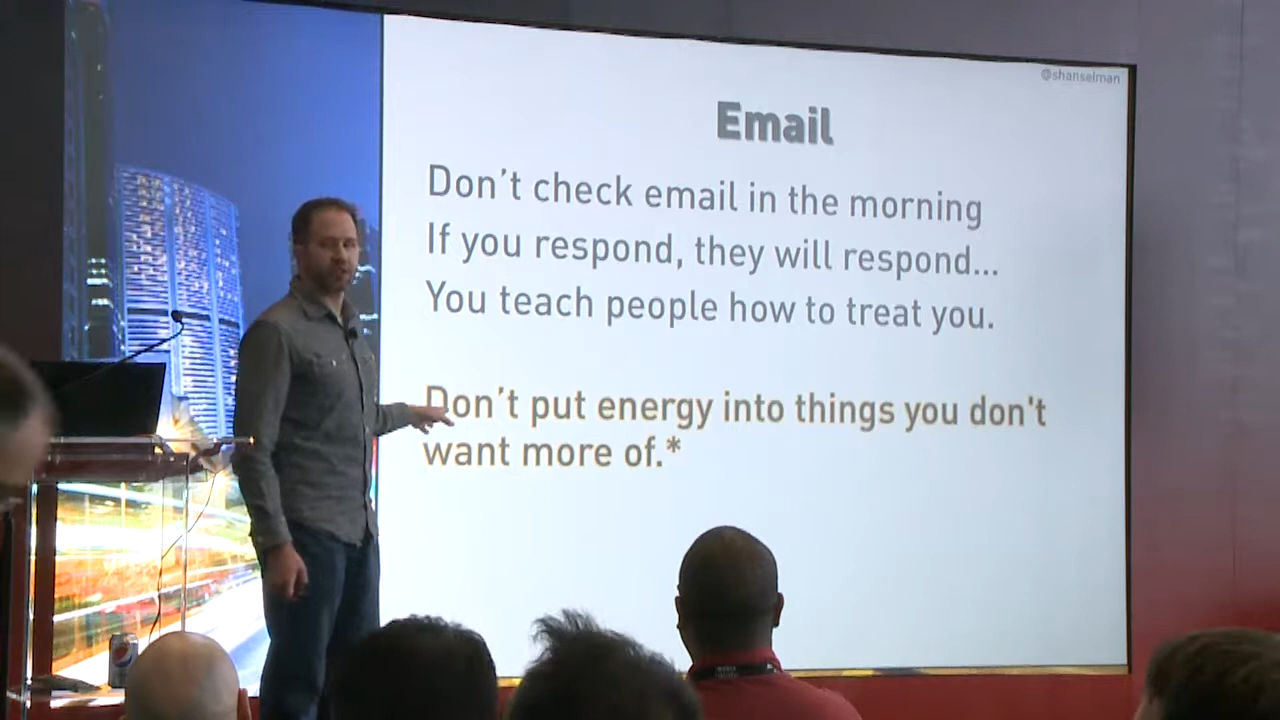 @shanselman
Email
Don't check email in the morning
If you respond, they will respond...
You teach people how to treat you.
Don't put energy into things you don't
want more of.*